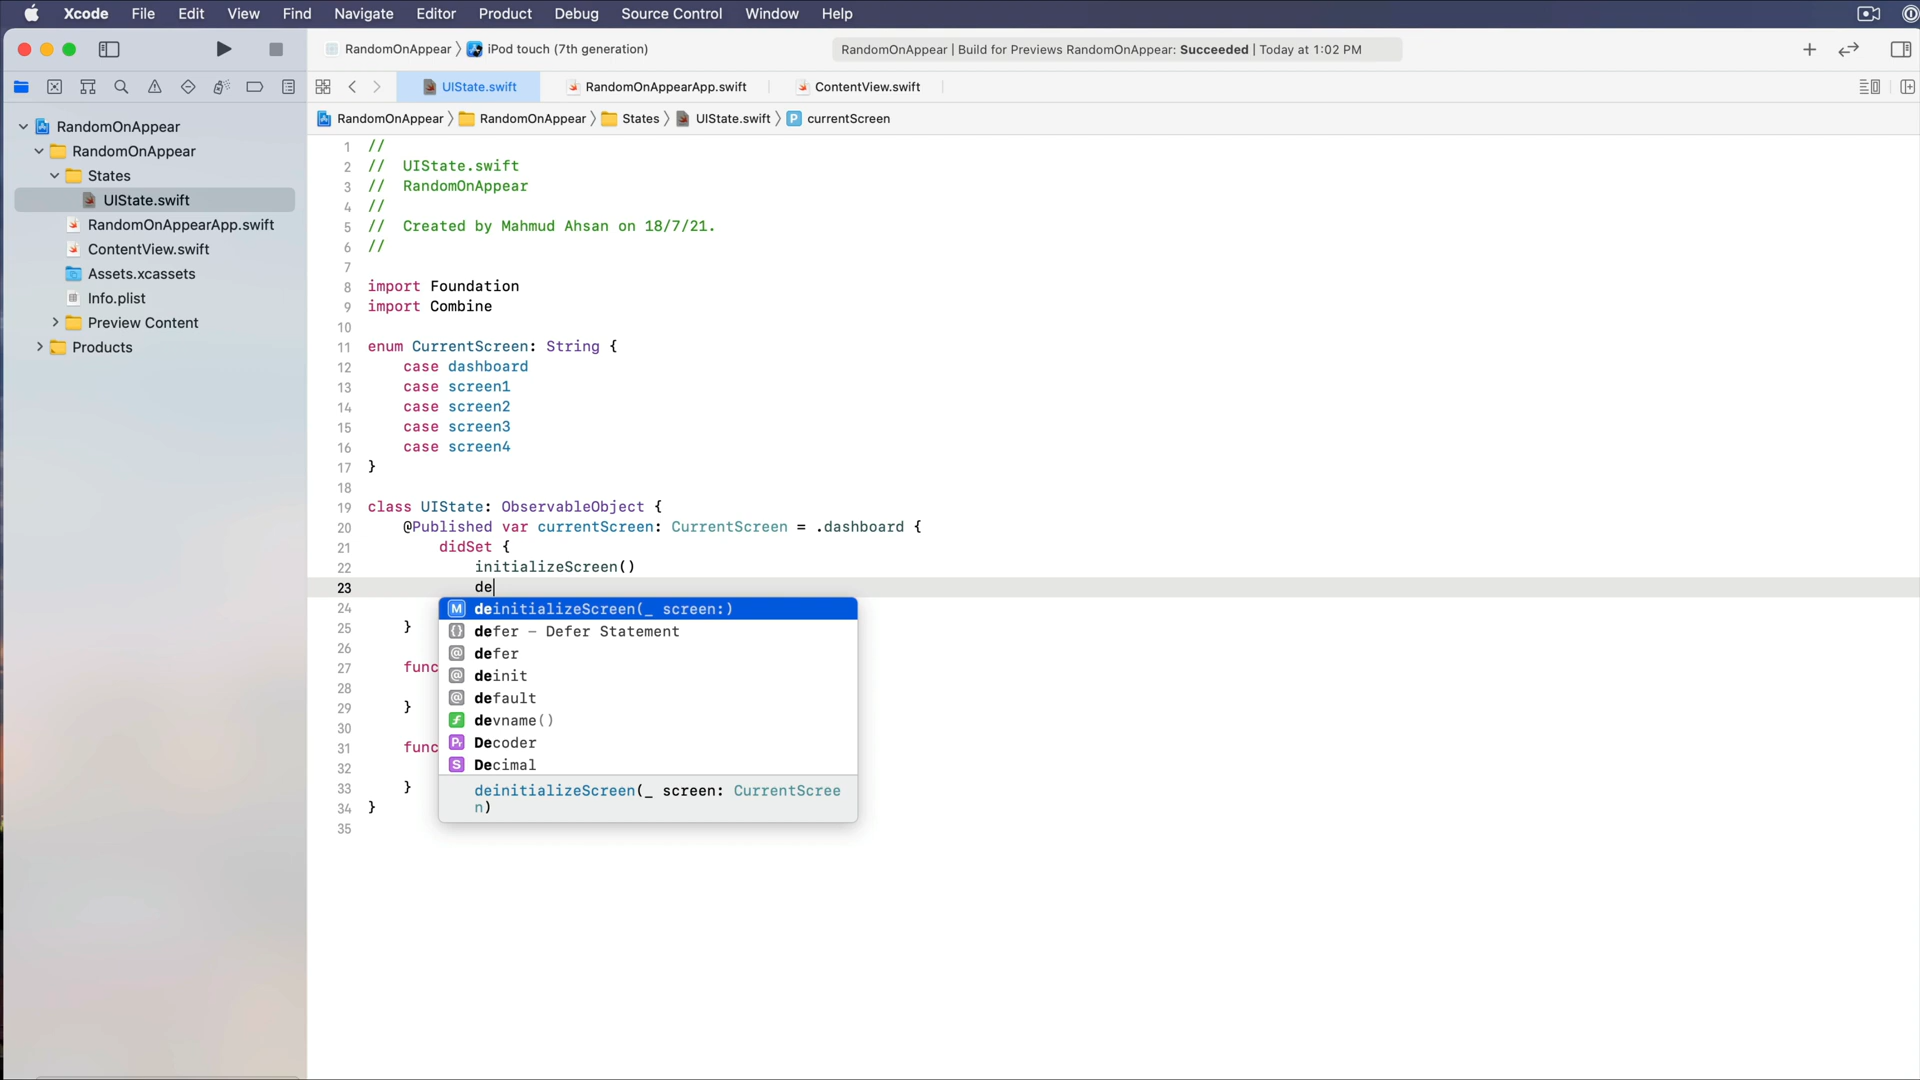 Xcode File Edit View Find Navigate Editor Product Debug Source Control Window Help
RandomOnAppear iPod touch (7th generation) RandomOnAppear | Build for Previews RandomOnAppear: Succeeded | Today at 1:02 PM
UIState.swift RandomOnAppearApp.swift ContentView.swift
RandomOnAppear RandomOnAppear States UIState.swift P currentScreen
RandomOnAppear
RandomOnAppear
States
UIState.swift
RandomOnAppearApp.swift
ContentView.swift
Assets.xcassets
Info.plist
Preview Content
Products
1 //
2 // UIState.swift
3 // RandomOnAppear
4 //
5 // Created by Mahmud Ahsan on 18/7/21.
6 //
7
8 import Foundation
9 import Combine
10
11 enum CurrentScreen: String {
12 case dashboard
13 case screen1
14 case screen2
15 case screen3
16 case screen4
17 }
18
19 class UIState: ObservableObject {
20 @Published var currentScreen: CurrentScreen = .dashboard {
21 didSet {
22 initializeScreen()
23 de
24
25 }
26
27 func
28
29 }
30
31 func
32
33 }
34 }
35
M deinitializeScreen(_ screen:)
{} defer — Defer Statement
@ defer
@ deinit
@ default
f devname()
Pr Decoder
S Decimal
deinitializeScreen(_ screen: CurrentScree
n)